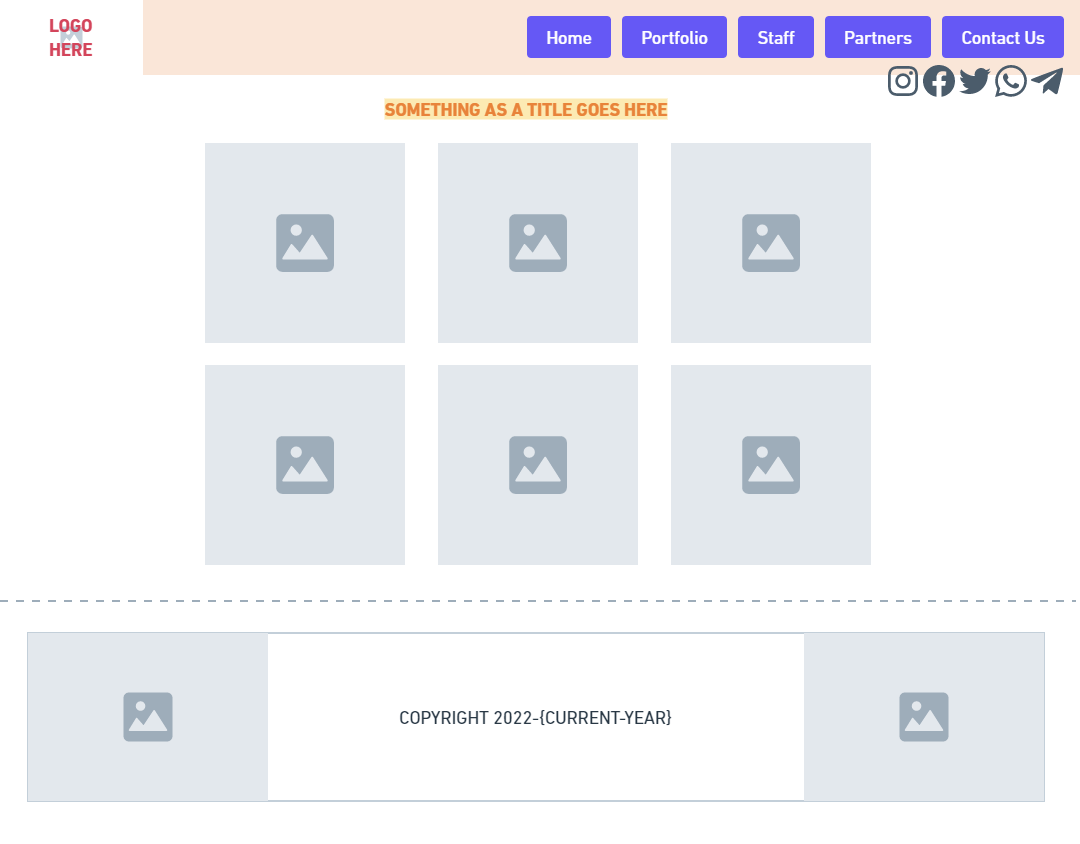 LOGO
HERE
Home Portfolio Staff Partners Contact Us
SOMETHING AS A TITLE GOES HERE
COPYRIGHT 2022-{CURRENT-YEAR}